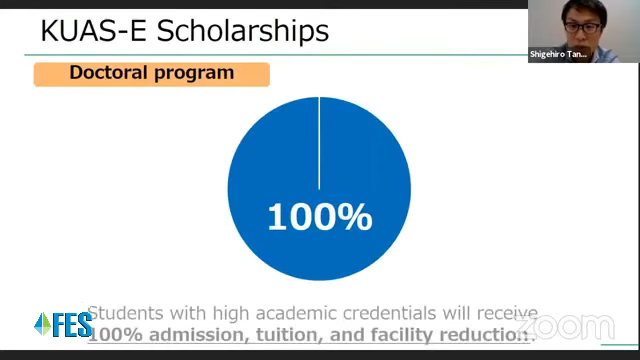 KUAS-E Scholarships
Shigehiro Tan...
Doctoral program
100%
Students with high academic credentials will receive
100% admission, tuition, and facility reduction.
FES
zoom